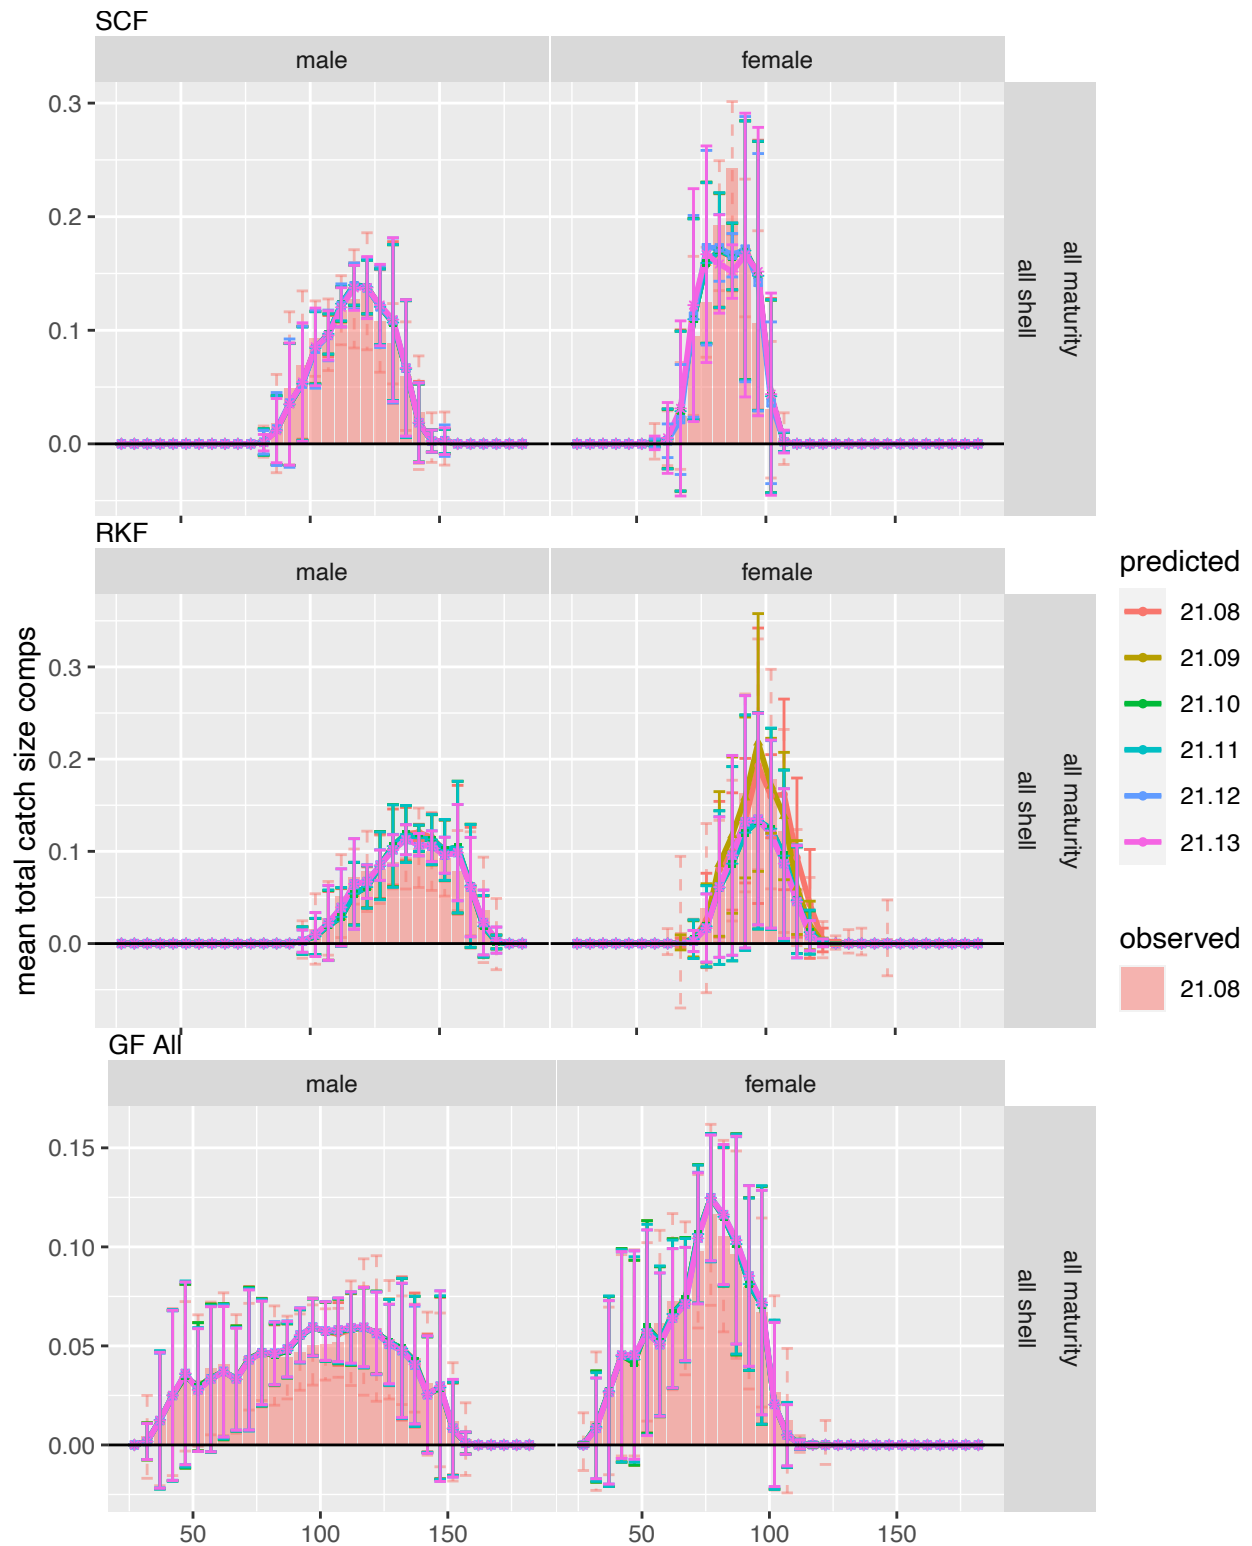 SCF
male
female
0.3
0.2
0.1
0.0
all shell
all maturity
RKF
male
female
0.3
0.2
0.1
0.0
all shell
all maturity
mean total catch size comps
GF All
male
female
0.15
0.10
0.05
0.00
all shell
all maturity
50
100
150
50
100
150
predicted
21.08
21.09
21.10
21.11
21.12
21.13
observed
21.08